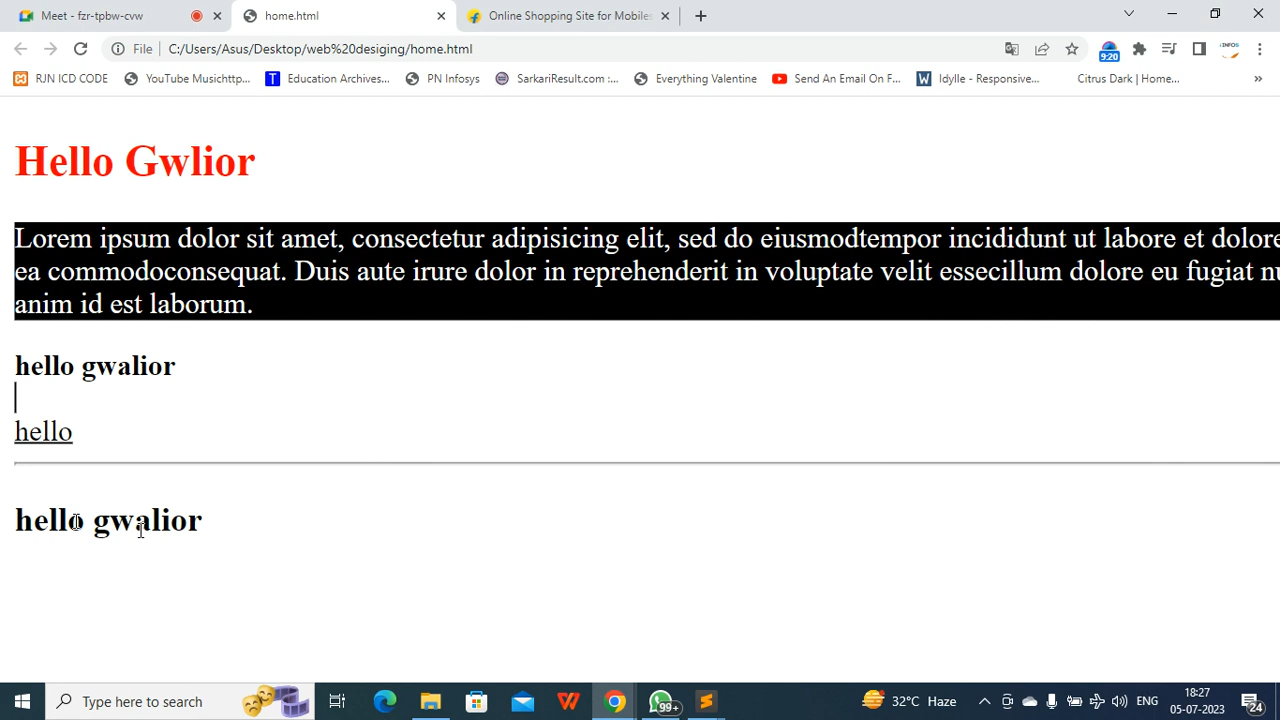 Meet - fzr-tpbw-cvw
home.html
Online Shopping Site for Mobiles
File
C:/Users/Asus/Desktop/web%20desiging/home.html
9:20
INFOS
RJN ICD CODE
YouTube Musichttp...
T Education Archives...
PN Infosys
SarkariResult.com :...
Everything Valentine
Send An Email On F...
W Idylle - Responsive...
Citrus Dark | Home...
»
Hello Gwlior
Lorem ipsum dolor sit amet, consectetur adipisicing elit, sed do eiusmodtempor incididunt ut labore et dolore
ea commodoconsequat. Duis aute irure dolor in reprehenderit in voluptate velit essecillum dolore eu fugiat nu
anim id est laborum.
hello gwalior
hello
hello gwalior
Type here to search
99+
32°C Haze
ENG
18:27
05-07-2023
24